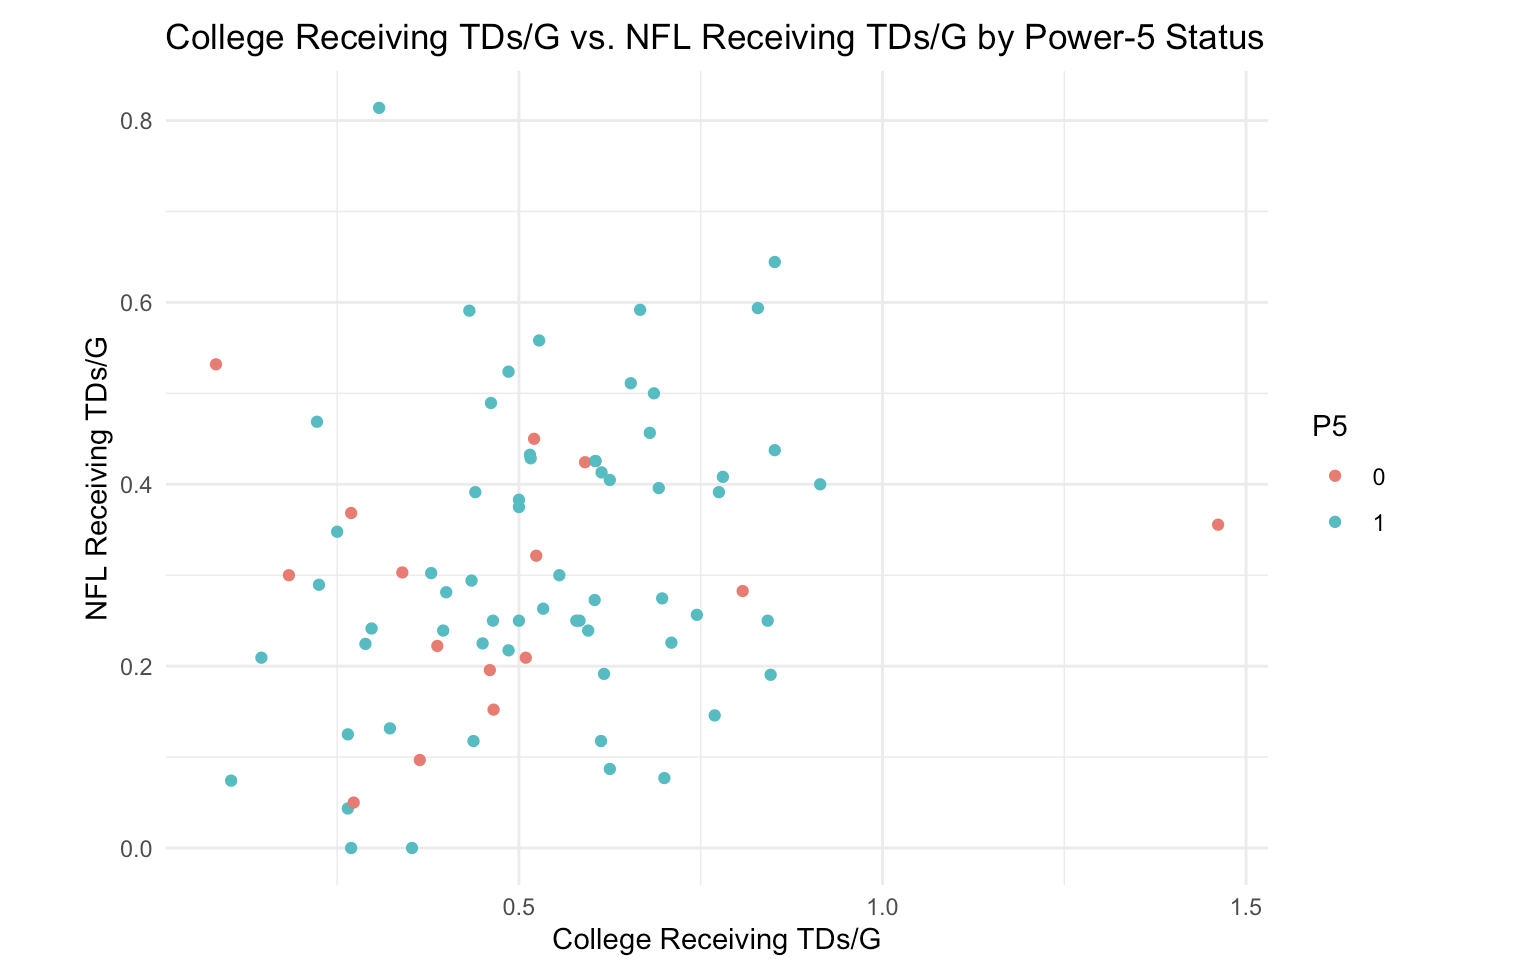 College Receiving TDs/G vs. NFL Receiving TDs/G by Power-5 Status
0.8
0.6
0.4
0.2
0.0
NFL Receiving TDs/G
0.5
1.0
1.5
College Receiving TDs/G
P5
0
1